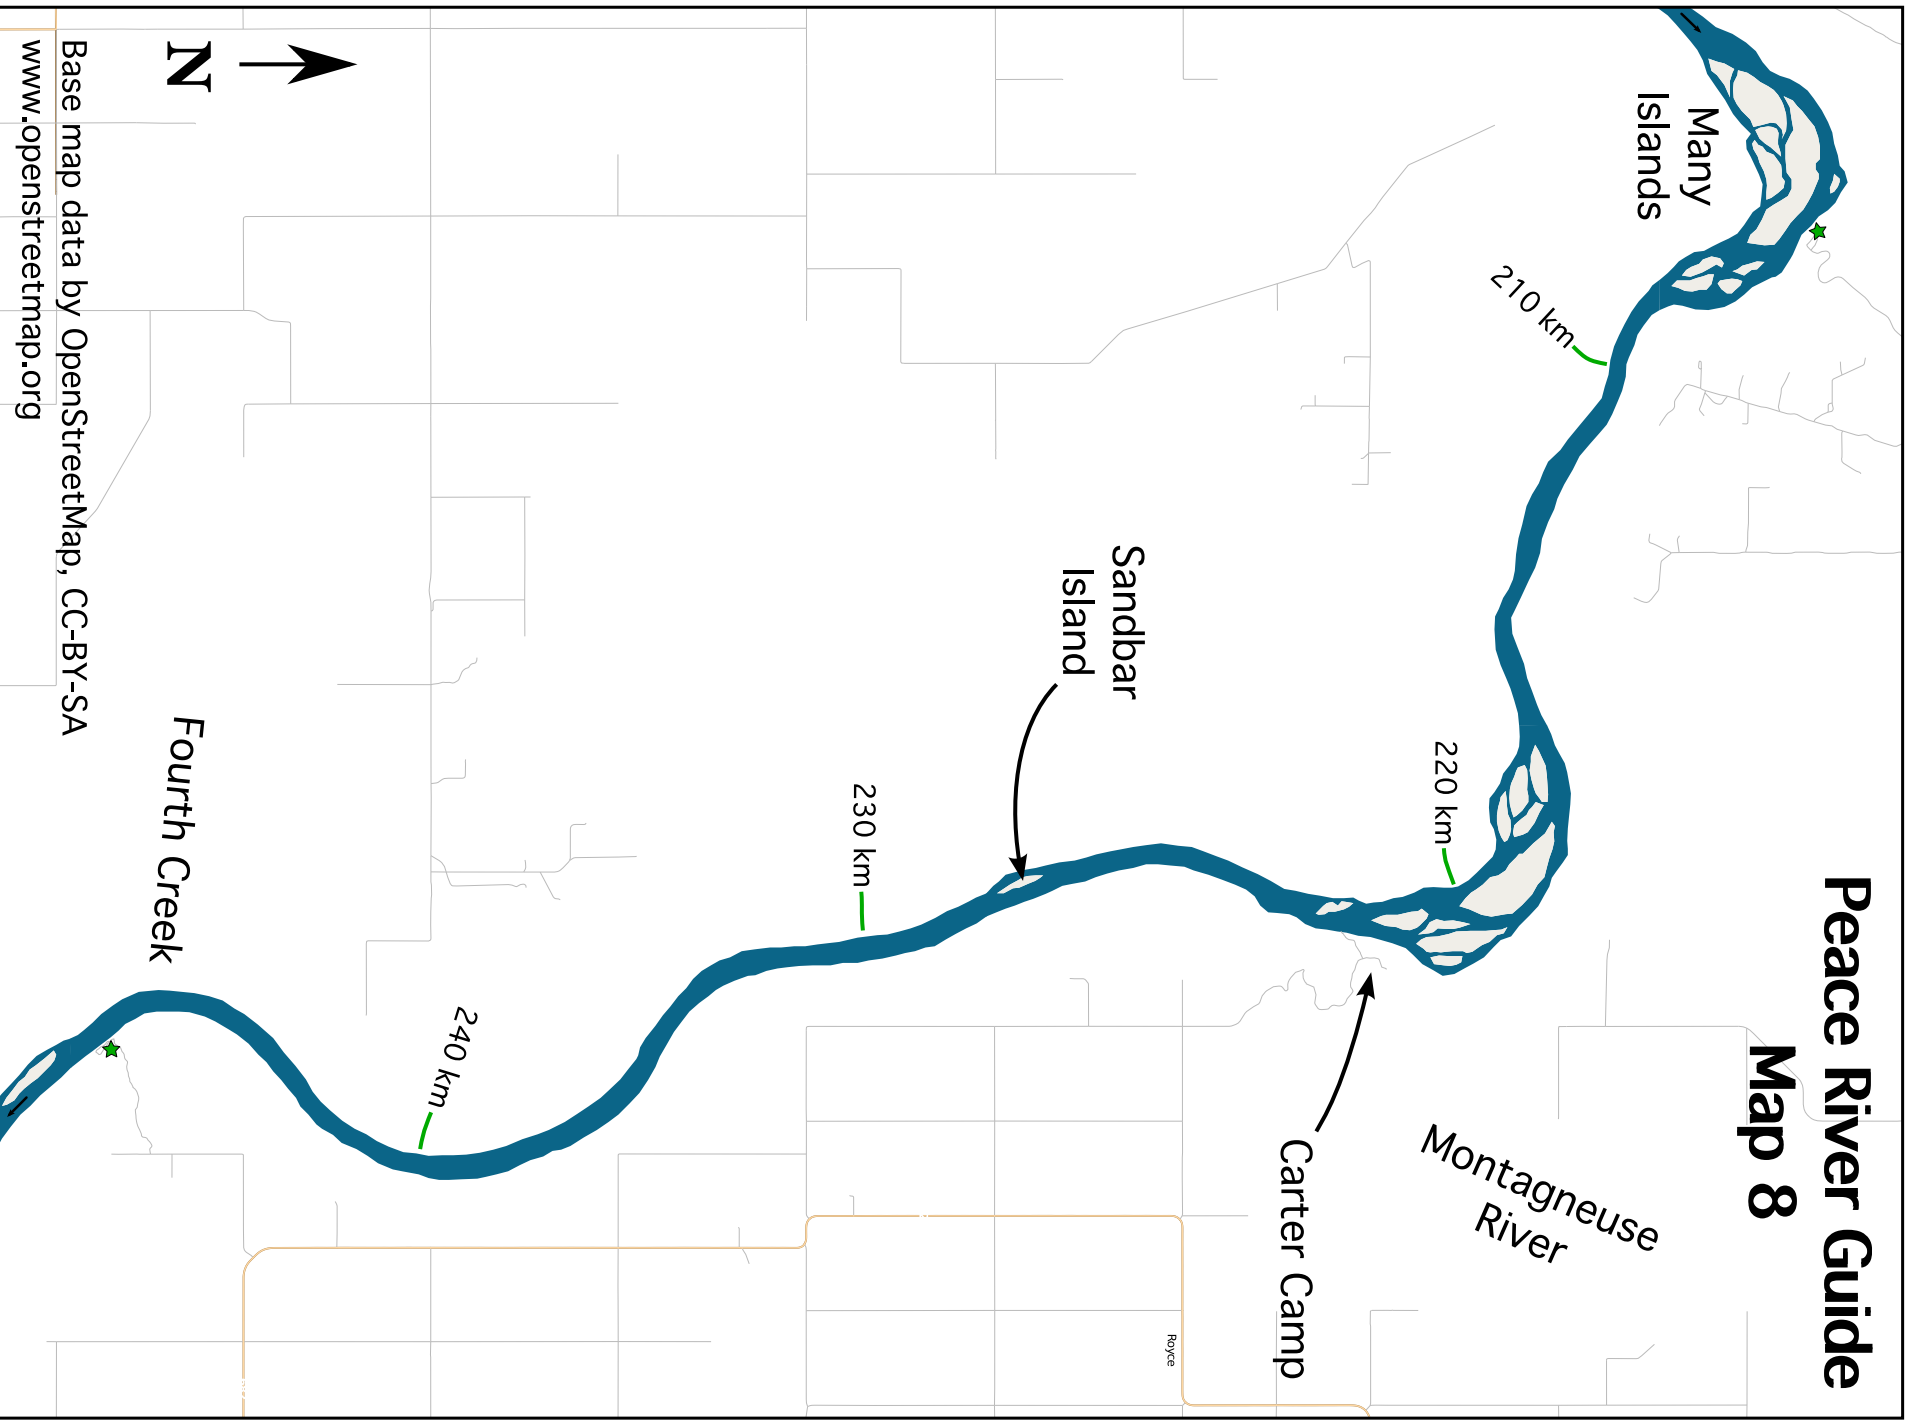 Peace River Guide
Map 8
Many
Islands
210 km
Montagneuse
River
220 km
Carter Camp
Sandbar
Island
Royce
230 km
240 km
Fourth Creek
N
Base map data by OpenStreetMap, CC-BY-SA
www.openstreetmap.org